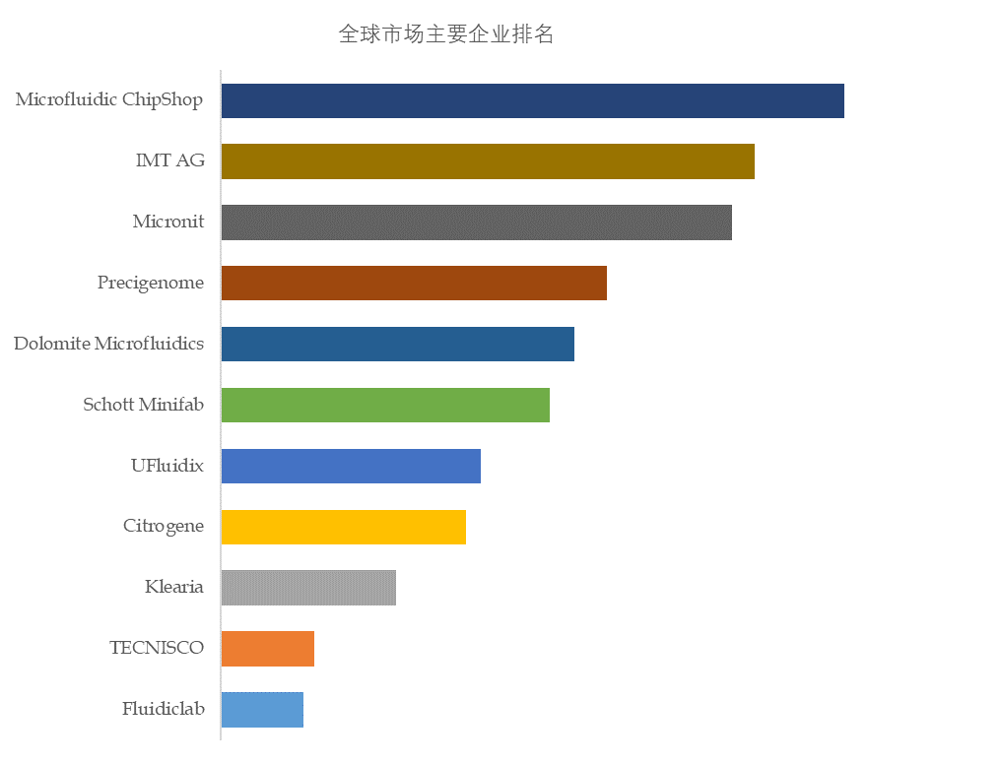 全球市场主要企业排名
Microfluidic ChipShop
IMT AG
Micronit
Precigenome
Dolomite Microfluidics
Schott Minifab
UFluidix
Citrogene
Klearia
TECNISCO
Fluidiclab